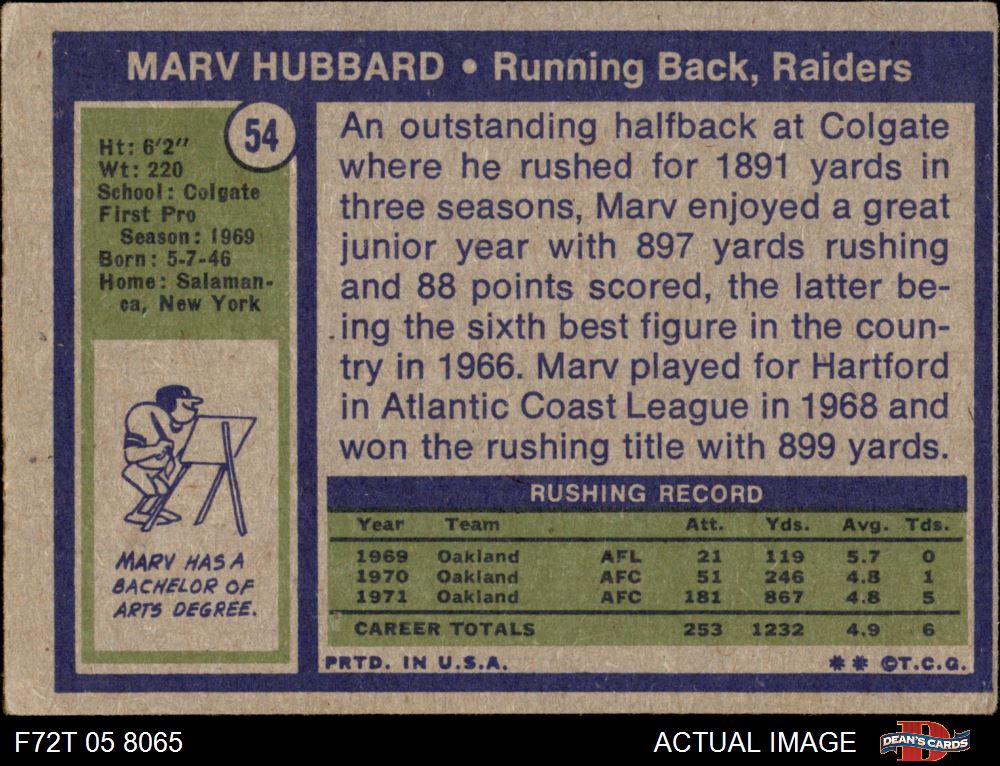 MARV HUBBARD • Running Back, Raiders
54
Ht: 6'2"
Wt: 220
School: Colgate
First Pro
Season: 1969
Born: 5-7-46
Home: Salaman-
ca, New York
MARV HAS A
BACHELOR OF
ARTS DEGREE.
An outstanding halfback at Colgate
where he rushed for 1891 yards in
three seasons, Marv enjoyed a great
junior year with 897 yards rushing
and 88 points scored, the latter be-
ing the sixth best figure in the coun-
try in 1966. Marv played for Hartford
in Atlantic Coast League in 1968 and
won the rushing title with 899 yards.
RUSHING RECORD
Year Team Att. Yds. Avg. Tds.
1969 Oakland AFL 21 119 5.7 0
1970 Oakland AFC 51 246 4.8 1
1971 Oakland AFC 181 867 4.8 5
CAREER TOTALS 253 1232 4.9 6
PRTD. IN U.S.A. ** ©T.C.G.
F72T 05 8065 ACTUAL IMAGE
D
DEAN'S CARDS